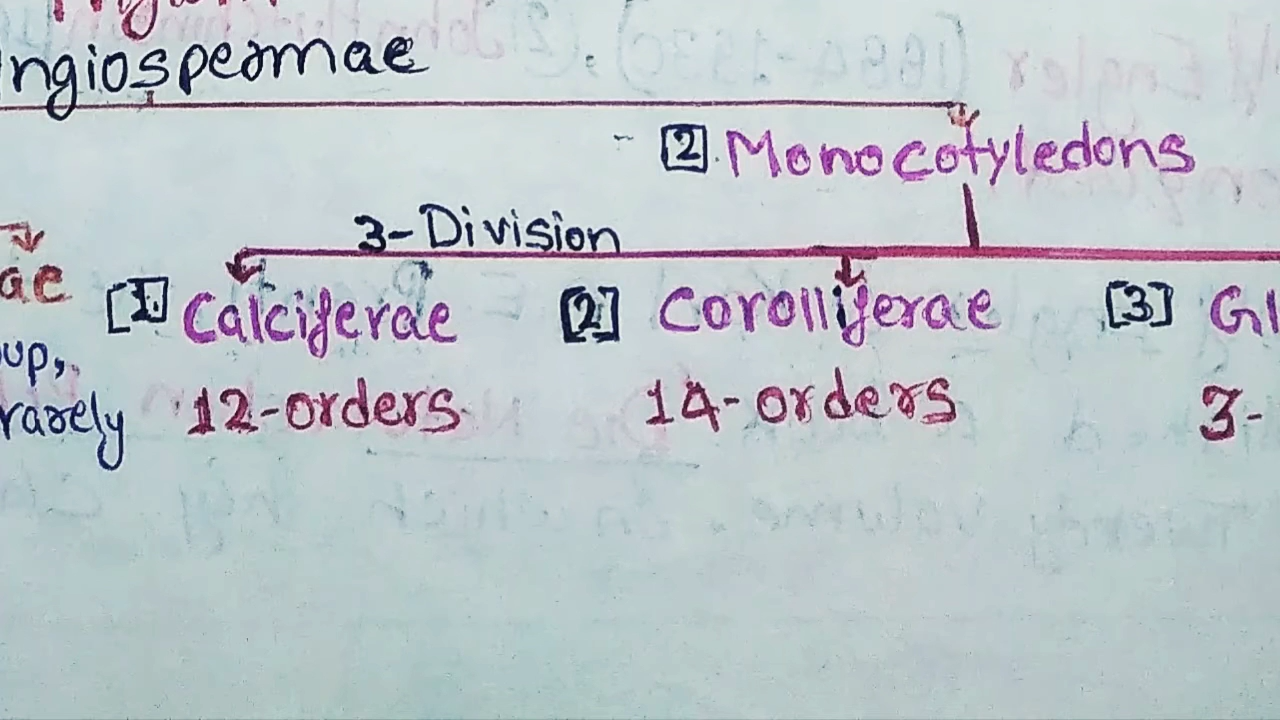 ngiospermae
[2]. Monocotyledons
3-Division
ae [1] Calciferae [2] Corolliferae [3] Gl
up,
rarely 12-orders 14-orders 3-